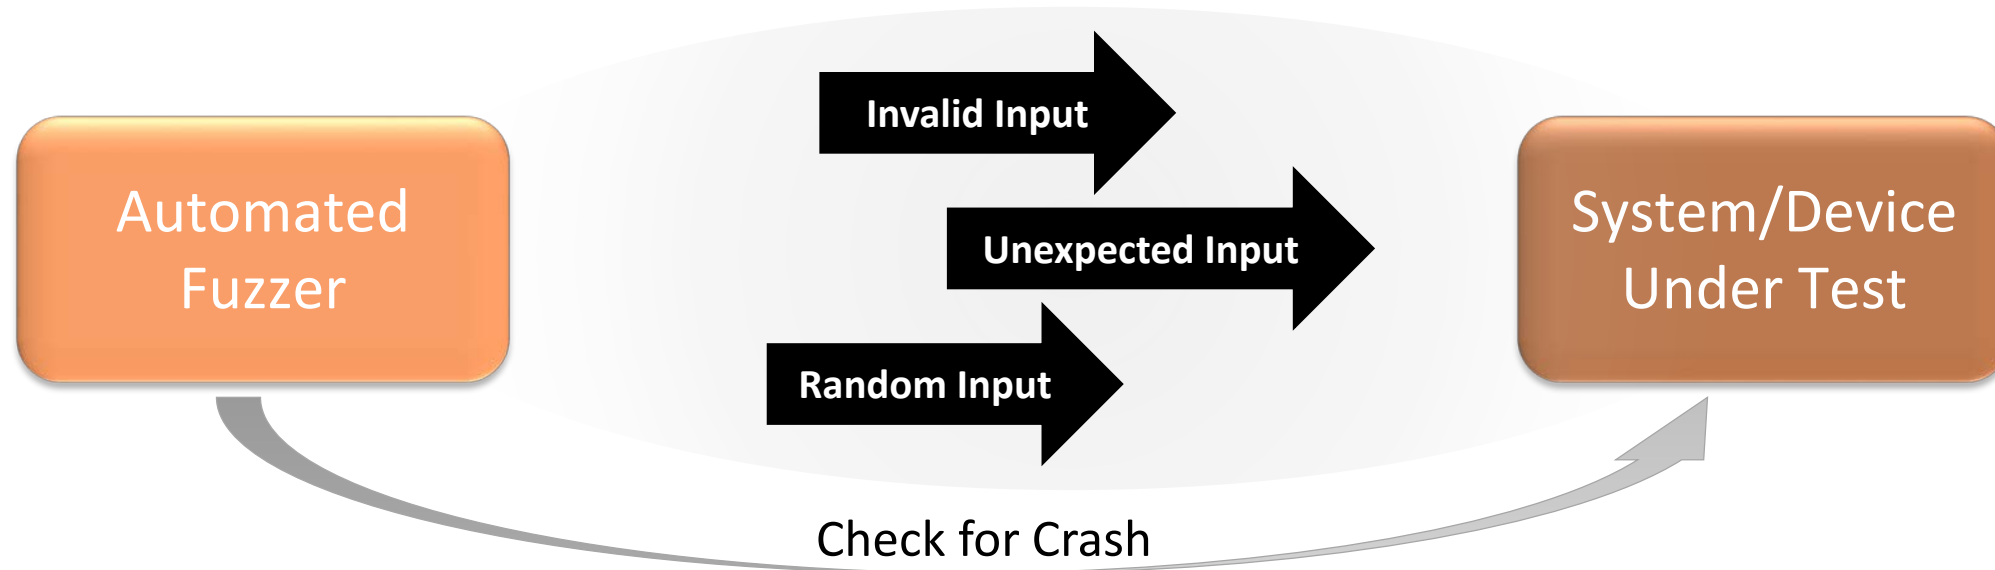 Automated
Fuzzer
Invalid Input
Unexpected Input
Random Input
System/Device
Under Test
Check for Crash